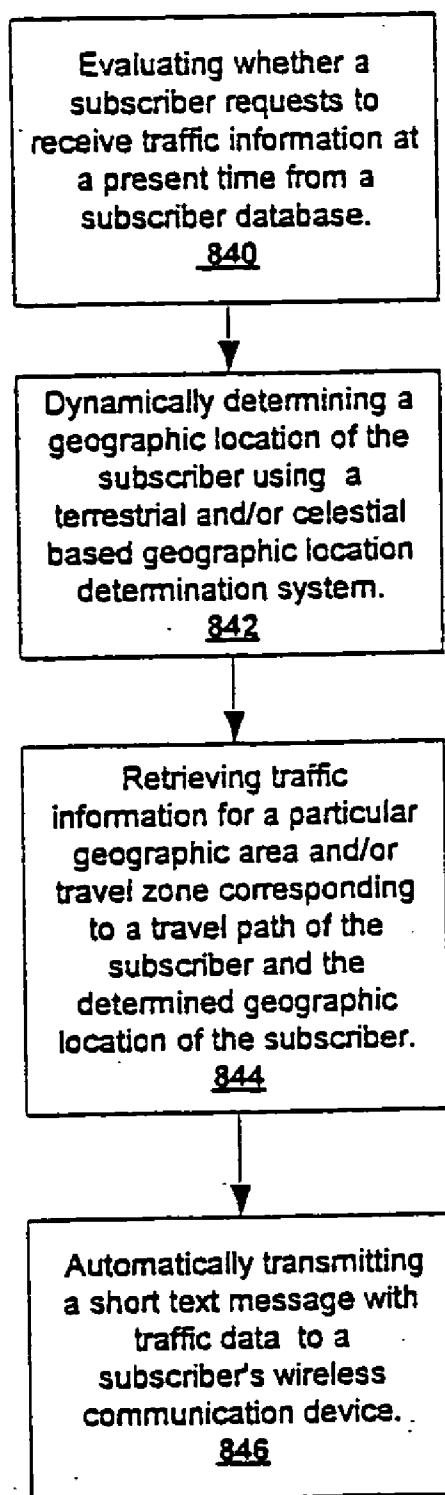 Evaluating whether a
subscriber requests to
receive traffic information at
a present time from a
subscriber database.
840
Dynamically determining a
geographic location of the
subscriber using a
terrestrial and/or celestial
based geographic location
determination system.
842
Retrieving traffic
information for a particular
geographic area and/or
travel zone corresponding
to a travel path of the
subscriber and the
determined geographic
location of the subscriber.
844
Automatically transmitting
a short text message with
traffic data to a
subscriber's wireless
communication device.
846